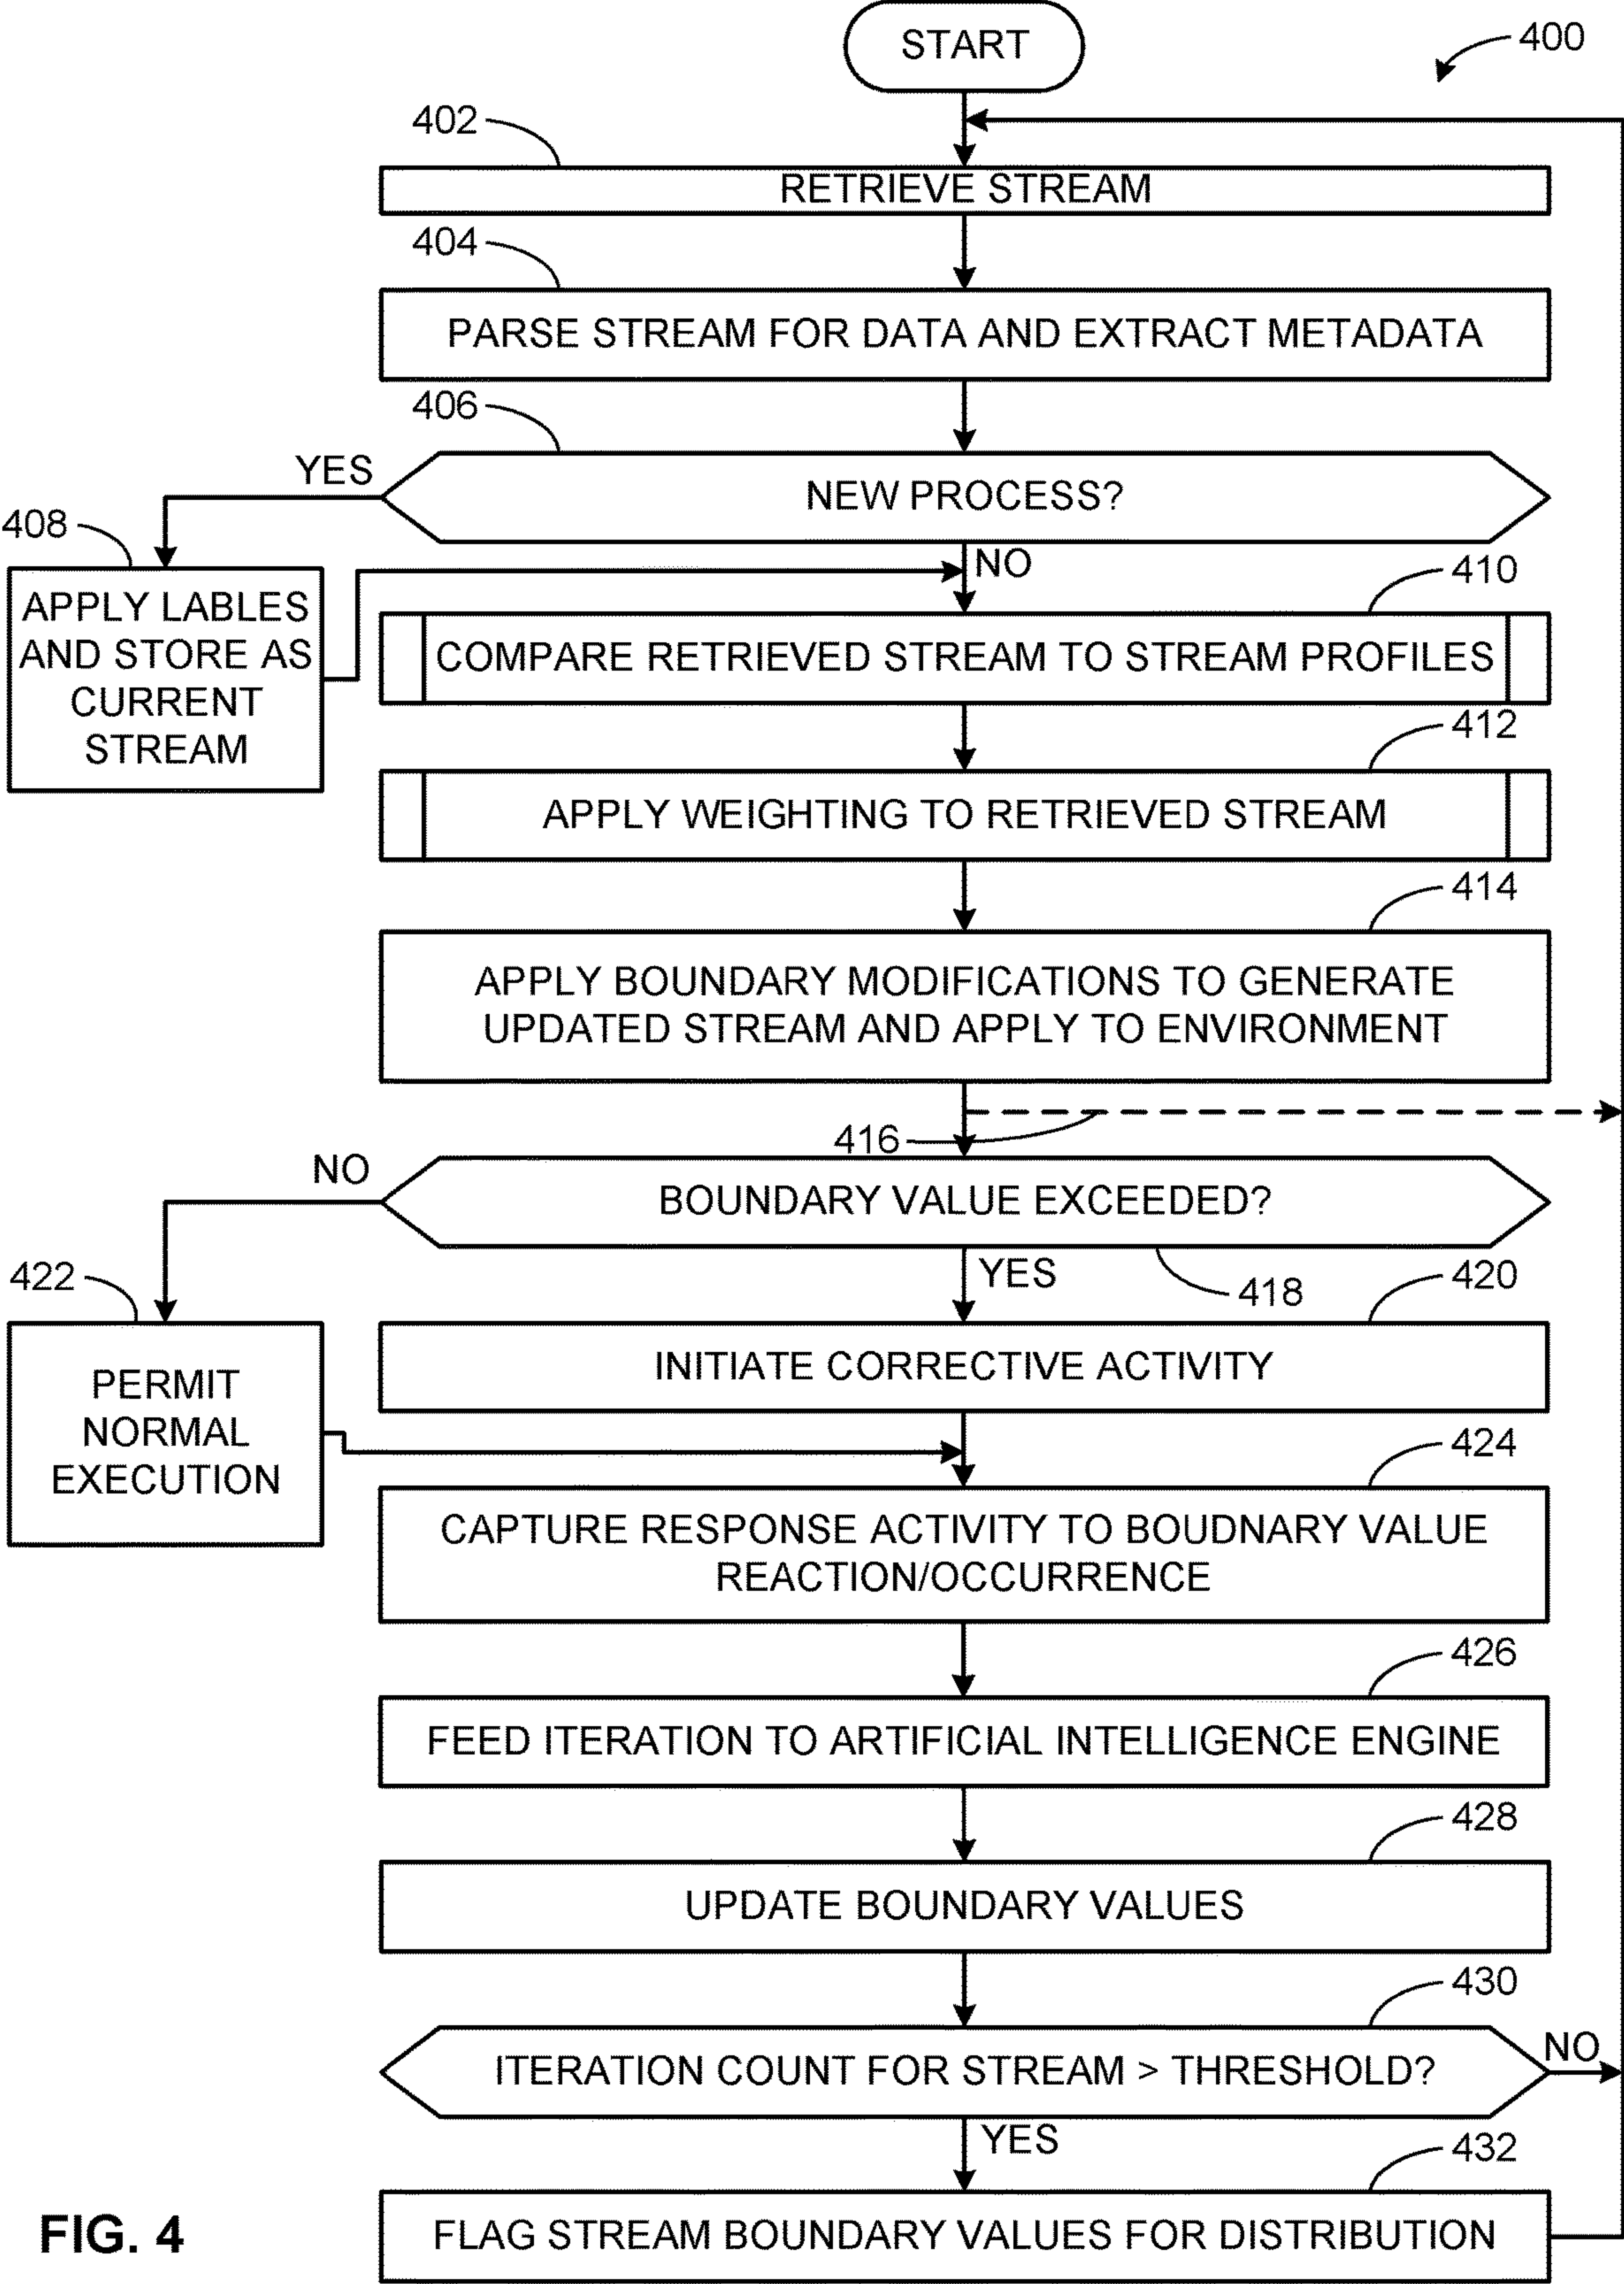 START
400
402
RETRIEVE STREAM
404
PARSE STREAM FOR DATA AND EXTRACT METADATA
406
YES
NEW PROCESS?
408
NO
410
APPLY LABLES
AND STORE AS
CURRENT
STREAM
COMPARE RETRIEVED STREAM TO STREAM PROFILES
412
APPLY WEIGHTING TO RETRIEVED STREAM
414
APPLY BOUNDARY MODIFICATIONS TO GENERATE
UPDATED STREAM AND APPLY TO ENVIRONMENT
416
NO
BOUNDARY VALUE EXCEEDED?
YES
418
420
422
INITIATE CORRECTIVE ACTIVITY
PERMIT
NORMAL
EXECUTION
424
CAPTURE RESPONSE ACTIVITY TO BOUDNARY VALUE
REACTION/OCCURRENCE
426
FEED ITERATION TO ARTIFICIAL INTELLIGENCE ENGINE
428
UPDATE BOUNDARY VALUES
430
ITERATION COUNT FOR STREAM > THRESHOLD?
NO
YES
432
FLAG STREAM BOUNDARY VALUES FOR DISTRIBUTION
FIG. 4